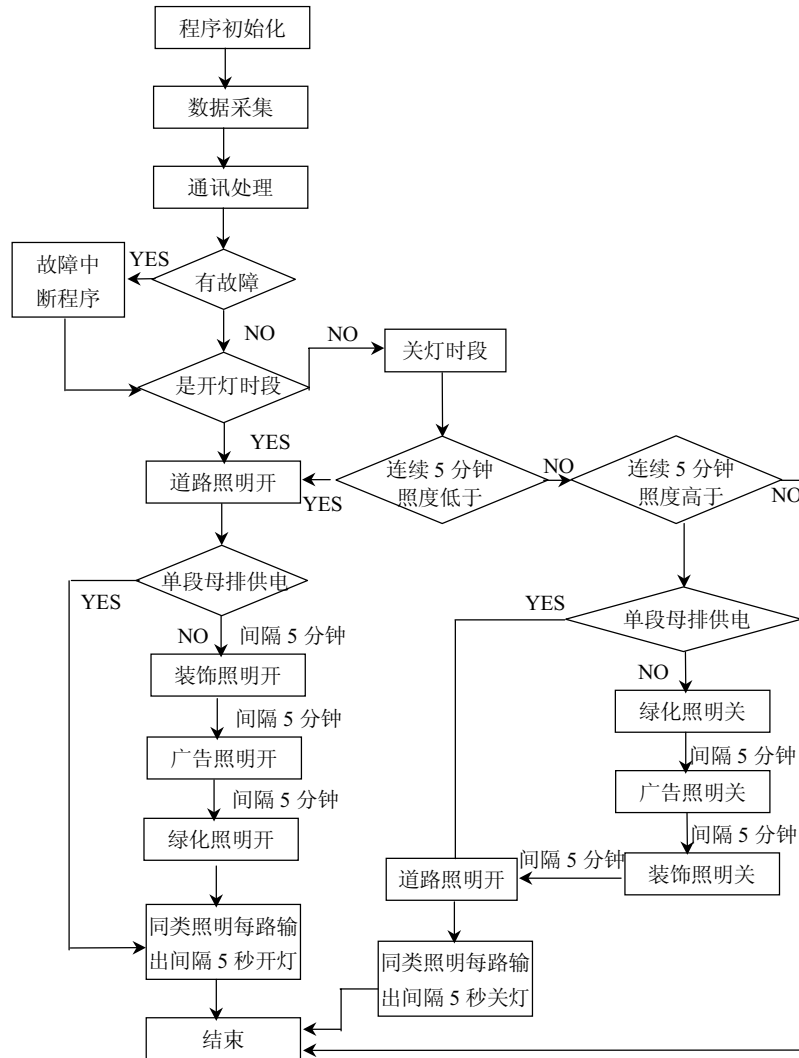 程序初始化
数据采集
通讯处理
YES
故障中
断程序
有故障
NO
NO
关灯时段
是开灯时段
YES
道路照明开
YES
连续 5 分钟
照度低于
NO
连续 5 分钟
照度高于
NO
单段母排供电
YES
YES
单段母排供电
NO
间隔 5 分钟
装饰照明开
NO
绿化照明关
间隔 5 分钟
间隔 5 分钟
广告照明开
广告照明关
间隔 5 分钟
间隔 5 分钟
绿化照明开
间隔 5 分钟
道路照明开
装饰照明关
同类照明每路输
出间隔 5 秒开灯
同类照明每路输
出间隔 5 秒关灯
结束